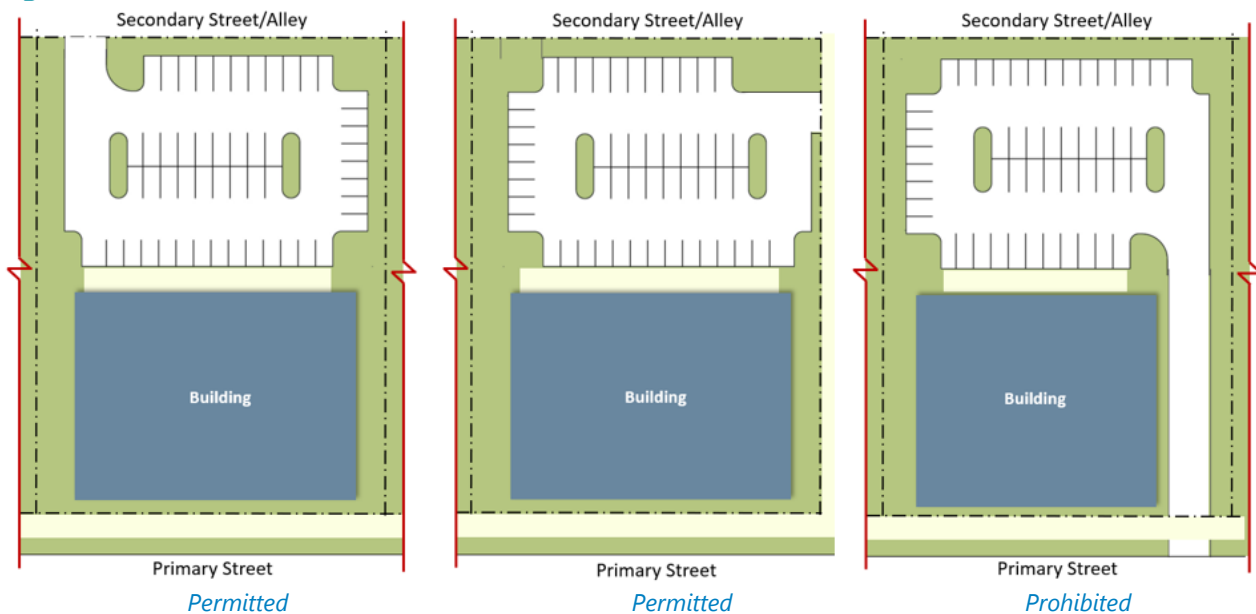 Secondary Street/Alley
Secondary Street/Alley
Secondary Street/Alley
Building
Building
Building
Primary Street
Primary Street
Primary Street
Permitted
Permitted
Prohibited